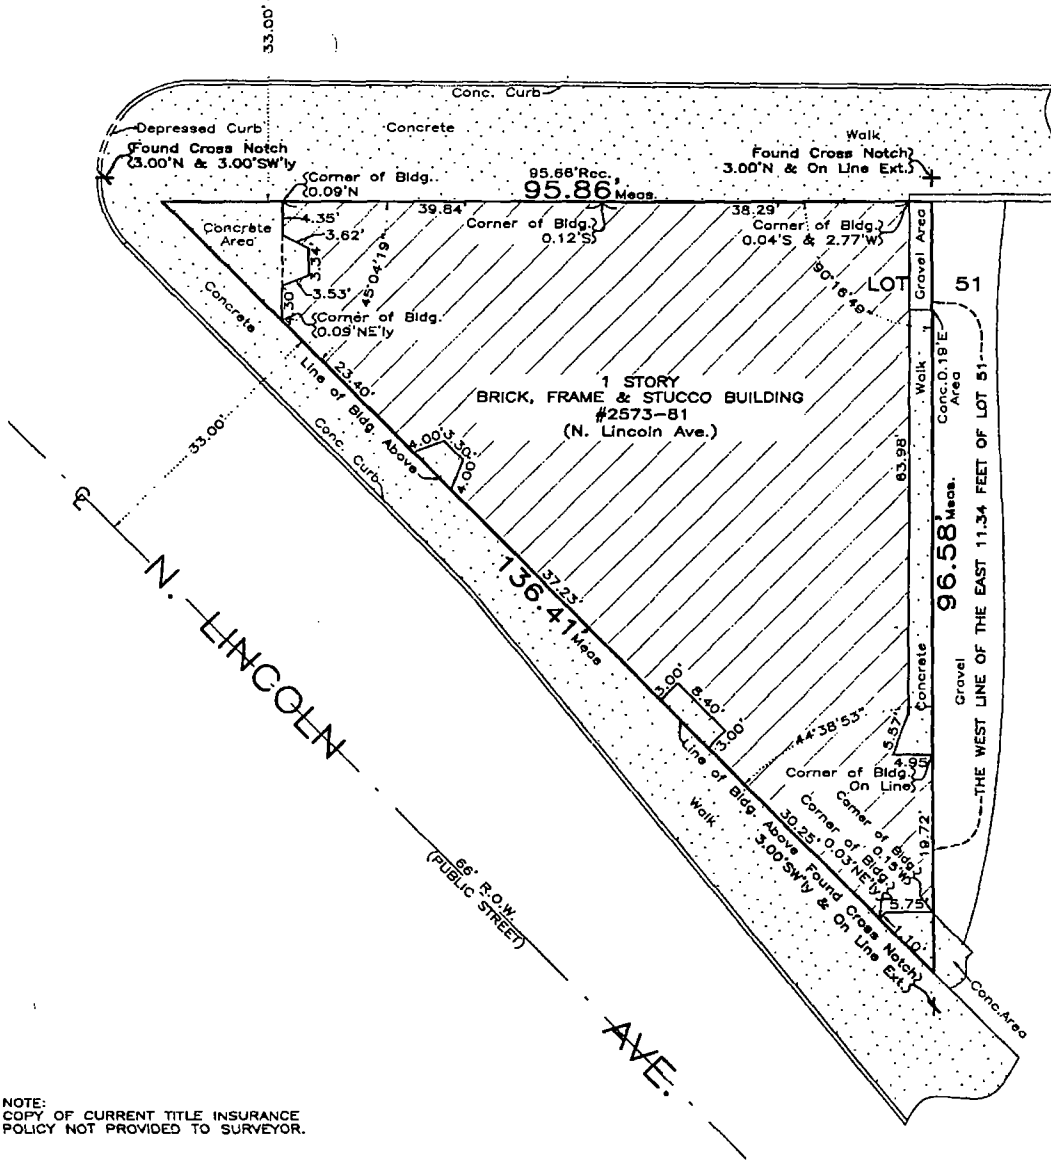 33.00'
Conc. Curb
Depressed Curb
Concrete
Walk
Found Cross Notch
3.00'N & 3.00'SW'ly
Found Cross Notch
3.00'N & On Line Ext.
Corner of Bldg.
0.09'N
95.66'Rec.
95.86' Meas.
39.84'
38.29'
Corner of Bldg.
0.12'S
Corner of Bldg.
0.04'S & 2.77'W
Concrete
Area
4.35'
3.62'
3.34'
3.53'
4.30'
45°04'19"
90°16'49"
Gravel Area
LOT 51
Corner of Bldg.
0.09'NE'ly
Concrete
Line of Bldg. Above
23.40'
1 STORY
BRICK, FRAME & STUCCO BUILDING
#2573-81
(N. Lincoln Ave.)
Walk
Conc. 0.19'E
Area
33.00'
Conc. Curb
4.00'
3.30'
4.00'
63.98'
96.58' Meas.
THE WEST LINE OF THE EAST 11.34 FEET OF LOT 51
Gravel
37.23'
136.41' Meas
Concrete
3.00'
8.40'
3.00'
44°38'53"
5.57'
4.95'
Corner of Bldg.
On Line
Line of Bldg. Above
Walk
30.25'
Corner of Bldg.
0.15'W
Corner of Bldg.
0.03'NE'ly
19.72'
5.75'
Found Cross Notch
3.00'SW'ly & On Line Ext.
Conc. Area
N. LINCOLN AVE.
66' R.O.W.
(PUBLIC STREET)
NOTE:
COPY OF CURRENT TITLE INSURANCE
POLICY NOT PROVIDED TO SURVEYOR.